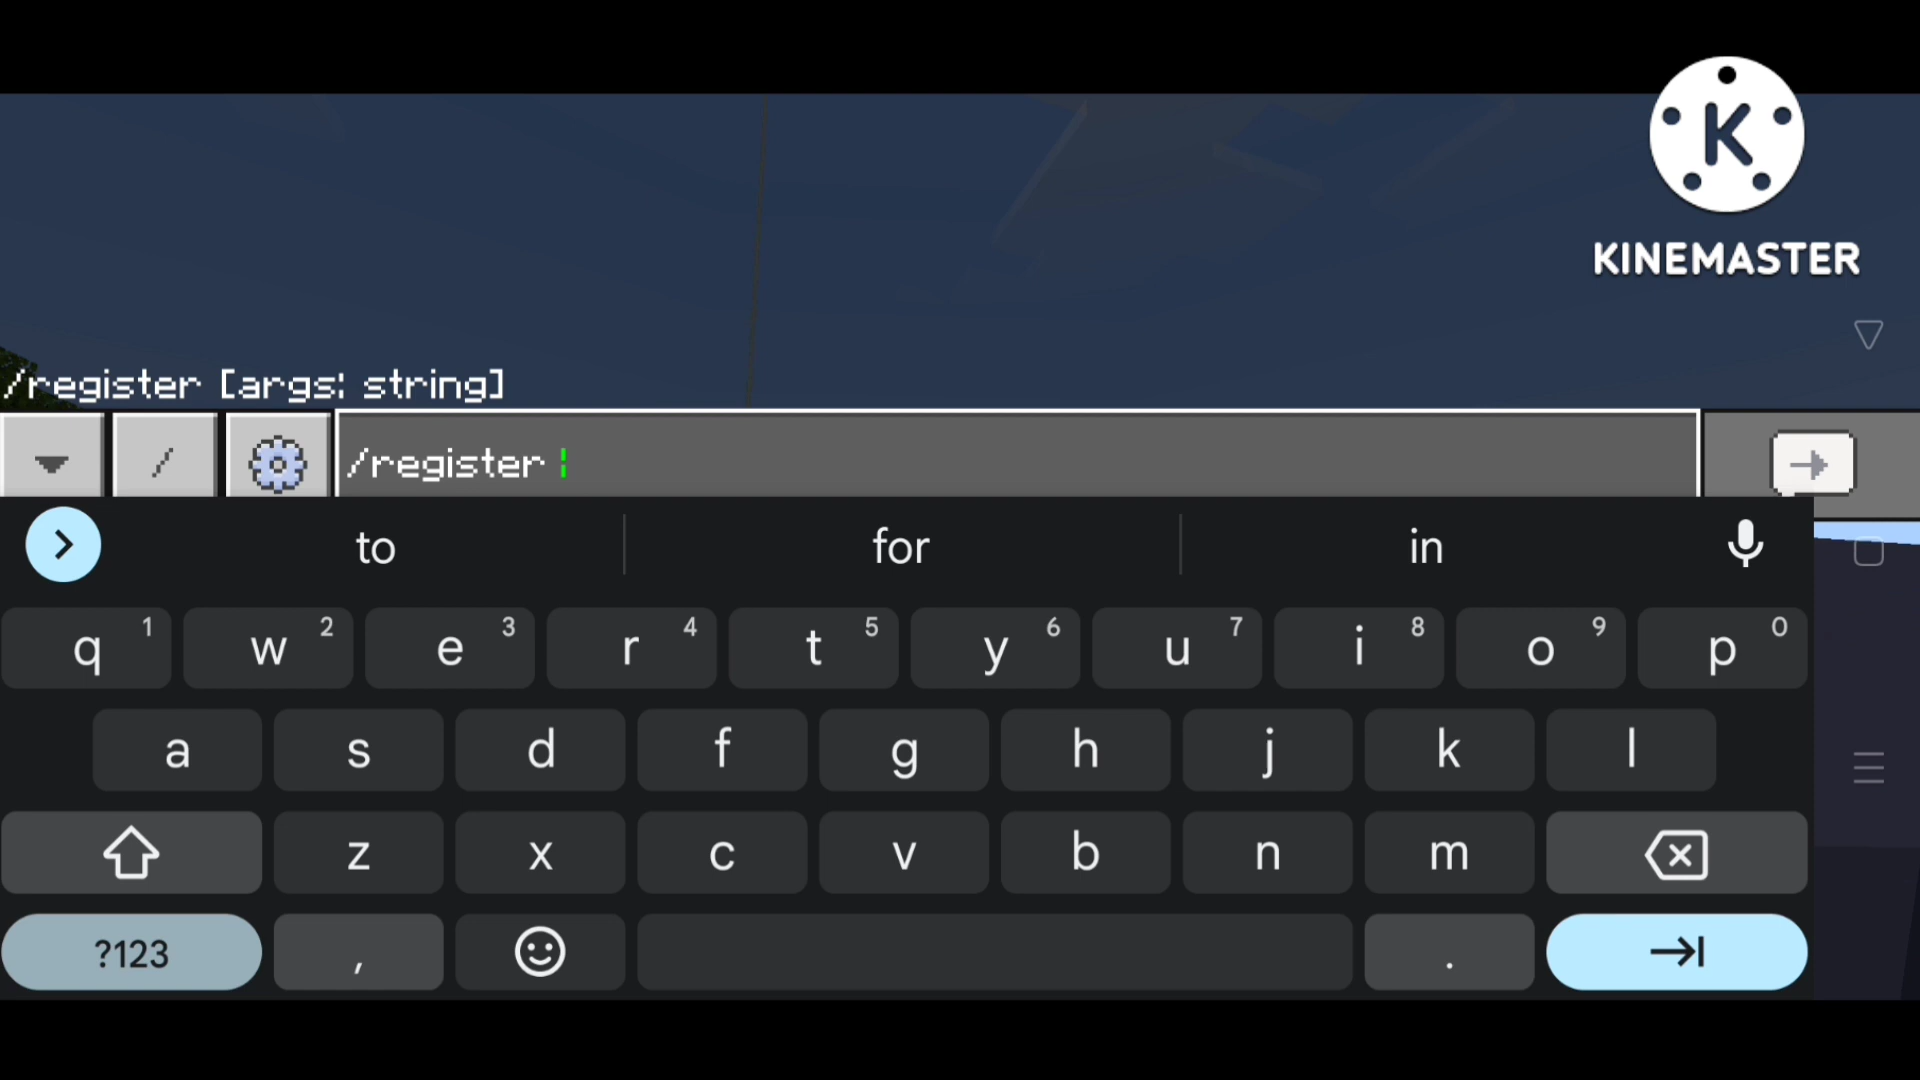 K
KINEMASTER
/register [args: string]
/ /register
to for in
q 1 w 2 e 3 r 4 t 5 y 6 u 7 i 8 o 9 p 0
a s d f g h j k l
z x c v b n m
?123 , .